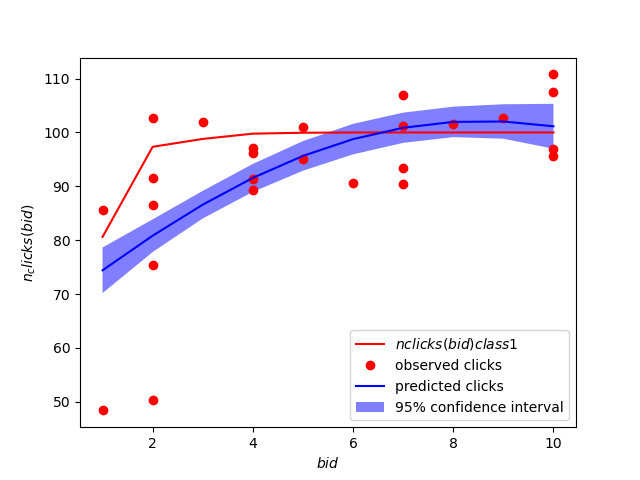 110
100
90
80
70
60
50
n_clicks(bid)
2
4
6
8
10
bid
nclicks(bid)class1
observed clicks
predicted clicks
95% confidence interval